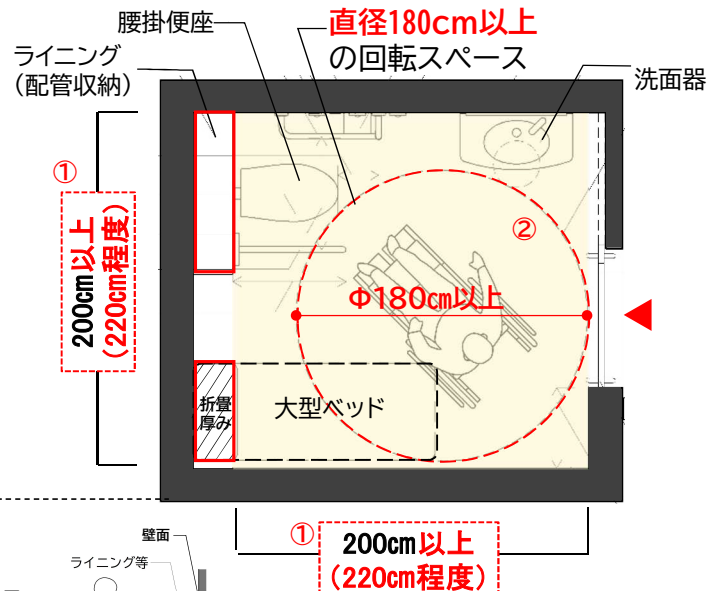 腰掛便座
直径180cm以上
の回転スペース
ライニング
（配管収納）
洗面器
①
200㎝以上
（220㎝程度）
②
Φ180㎝以上
折畳
厚み
大型ベッド
①
200㎝以上
（220㎝程度）
壁面
ライニング等